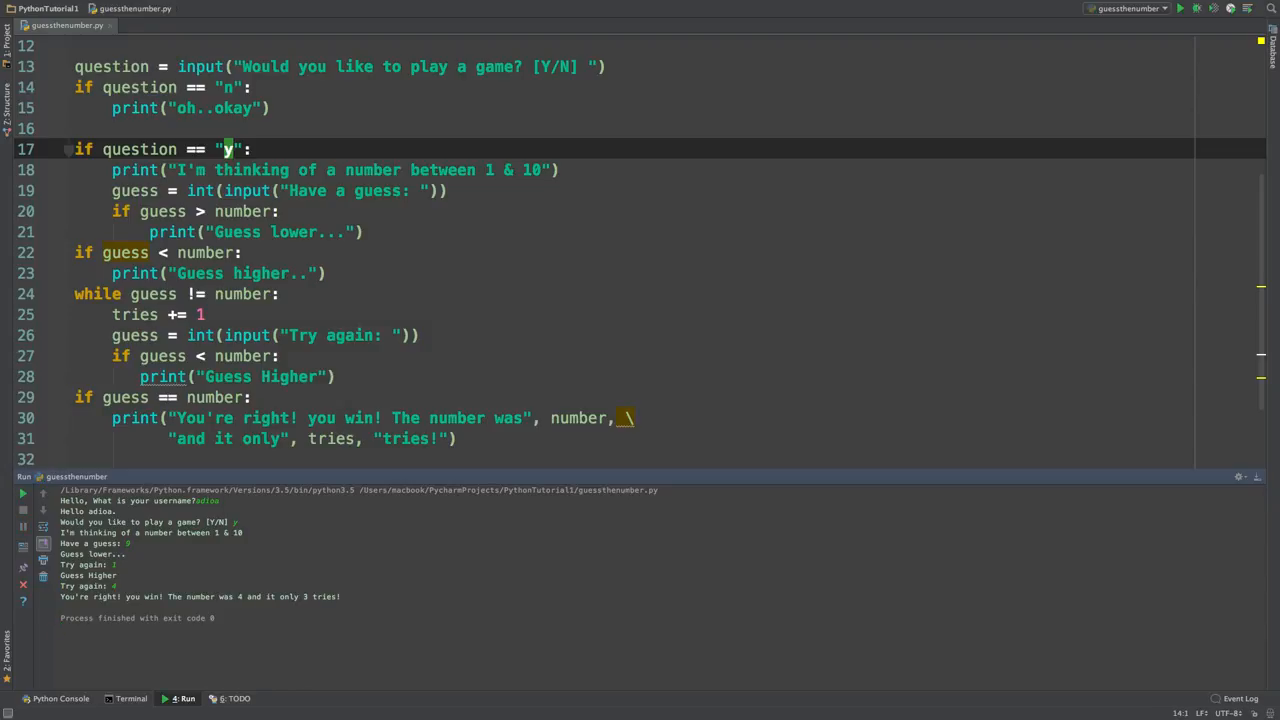 PythonTutorial1 guessthenumber.py guessthenumber
guessthenumber.py
1: Project
Z: Structure
2: Favorites
Database
12
13 question = input("Would you like to play a game? [Y/N] ")
14 if question == "n":
15 print("oh..okay")
16
17 if question == "y":
18 print("I'm thinking of a number between 1 & 10")
19 guess = int(input("Have a guess: "))
20 if guess > number:
21 print("Guess lower...")
22 if guess < number:
23 print("Guess higher..")
24 while guess != number:
25 tries += 1
26 guess = int(input("Try again: "))
27 if guess < number:
28 print("Guess Higher")
29 if guess == number:
30 print("You're right! you win! The number was", number, \
31 "and it only", tries, "tries!")
32
Run guessthenumber
/Library/Frameworks/Python.framework/Versions/3.5/bin/python3.5 /Users/macbook/PycharmProjects/PythonTutorial1/guessthenumber.py
Hello, What is your username?adioa
Hello adioa.
Would you like to play a game? [Y/N] y
I'm thinking of a number between 1 & 10
Have a guess: 9
Guess lower...
Try again: 1
Guess Higher
Try again: 4
You're right! you win! The number was 4 and it only 3 tries!
Process finished with exit code 0
Python Console Terminal 4: Run 6: TODO Event Log
14:1 LF÷ UTF-8÷